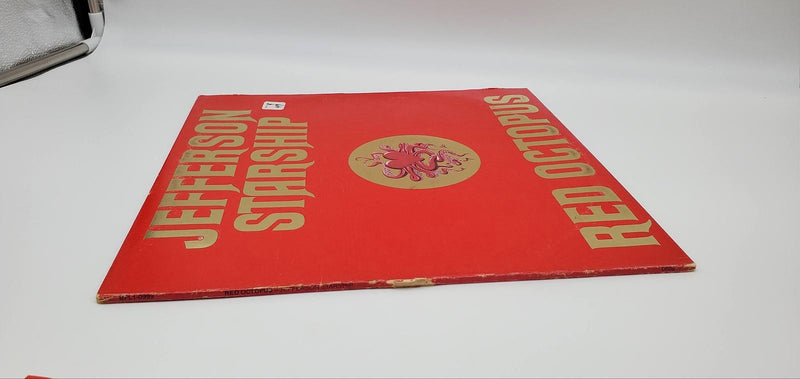 JEFFERSON
STARSHIP
RED OCTOPUS
RED OCTOPUS